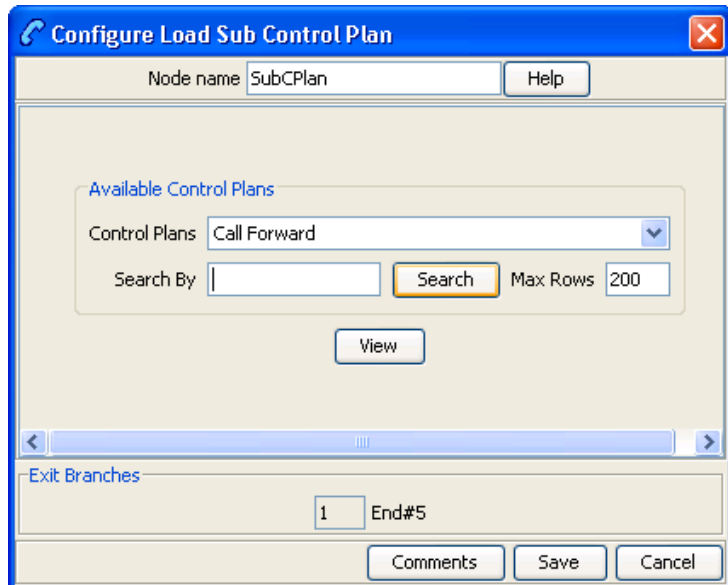 Configure Load Sub Control Plan
Node name SubCPlan Help
Available Control Plans
Control Plans Call Forward
Search By Search Max Rows 200
View
Exit Branches
1 End#5
Comments Save Cancel